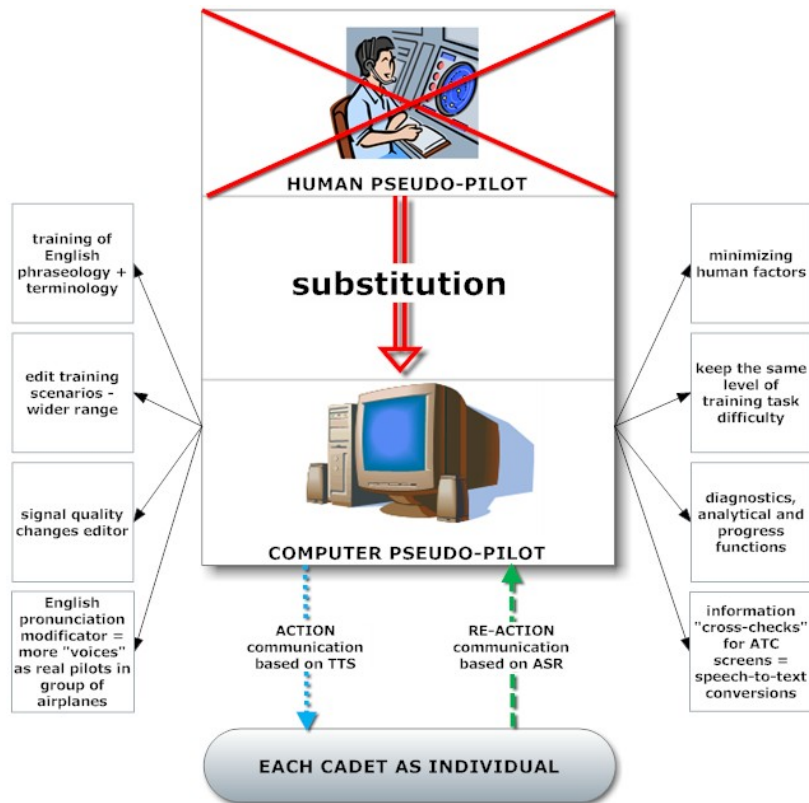 HUMAN PSEUDO-PILOT
substitution
COMPUTER PSEUDO-PILOT
training of
English
phraseology +
terminology
edit training
scenarios -
wider range
signal quality
changes editor
English
pronunciation
modificator =
more "voices"
as real pilots in
group of
airplanes
minimizing
human factors
keep the same
level of
training task
difficulty
diagnostics,
analytical and
progress
functions
information
"cross-checks"
for ATC
screens =
speech-to-text
conversions
ACTION
communication
based on TTS
RE-ACTION
communication
based on ASR
EACH CADET AS INDIVIDUAL